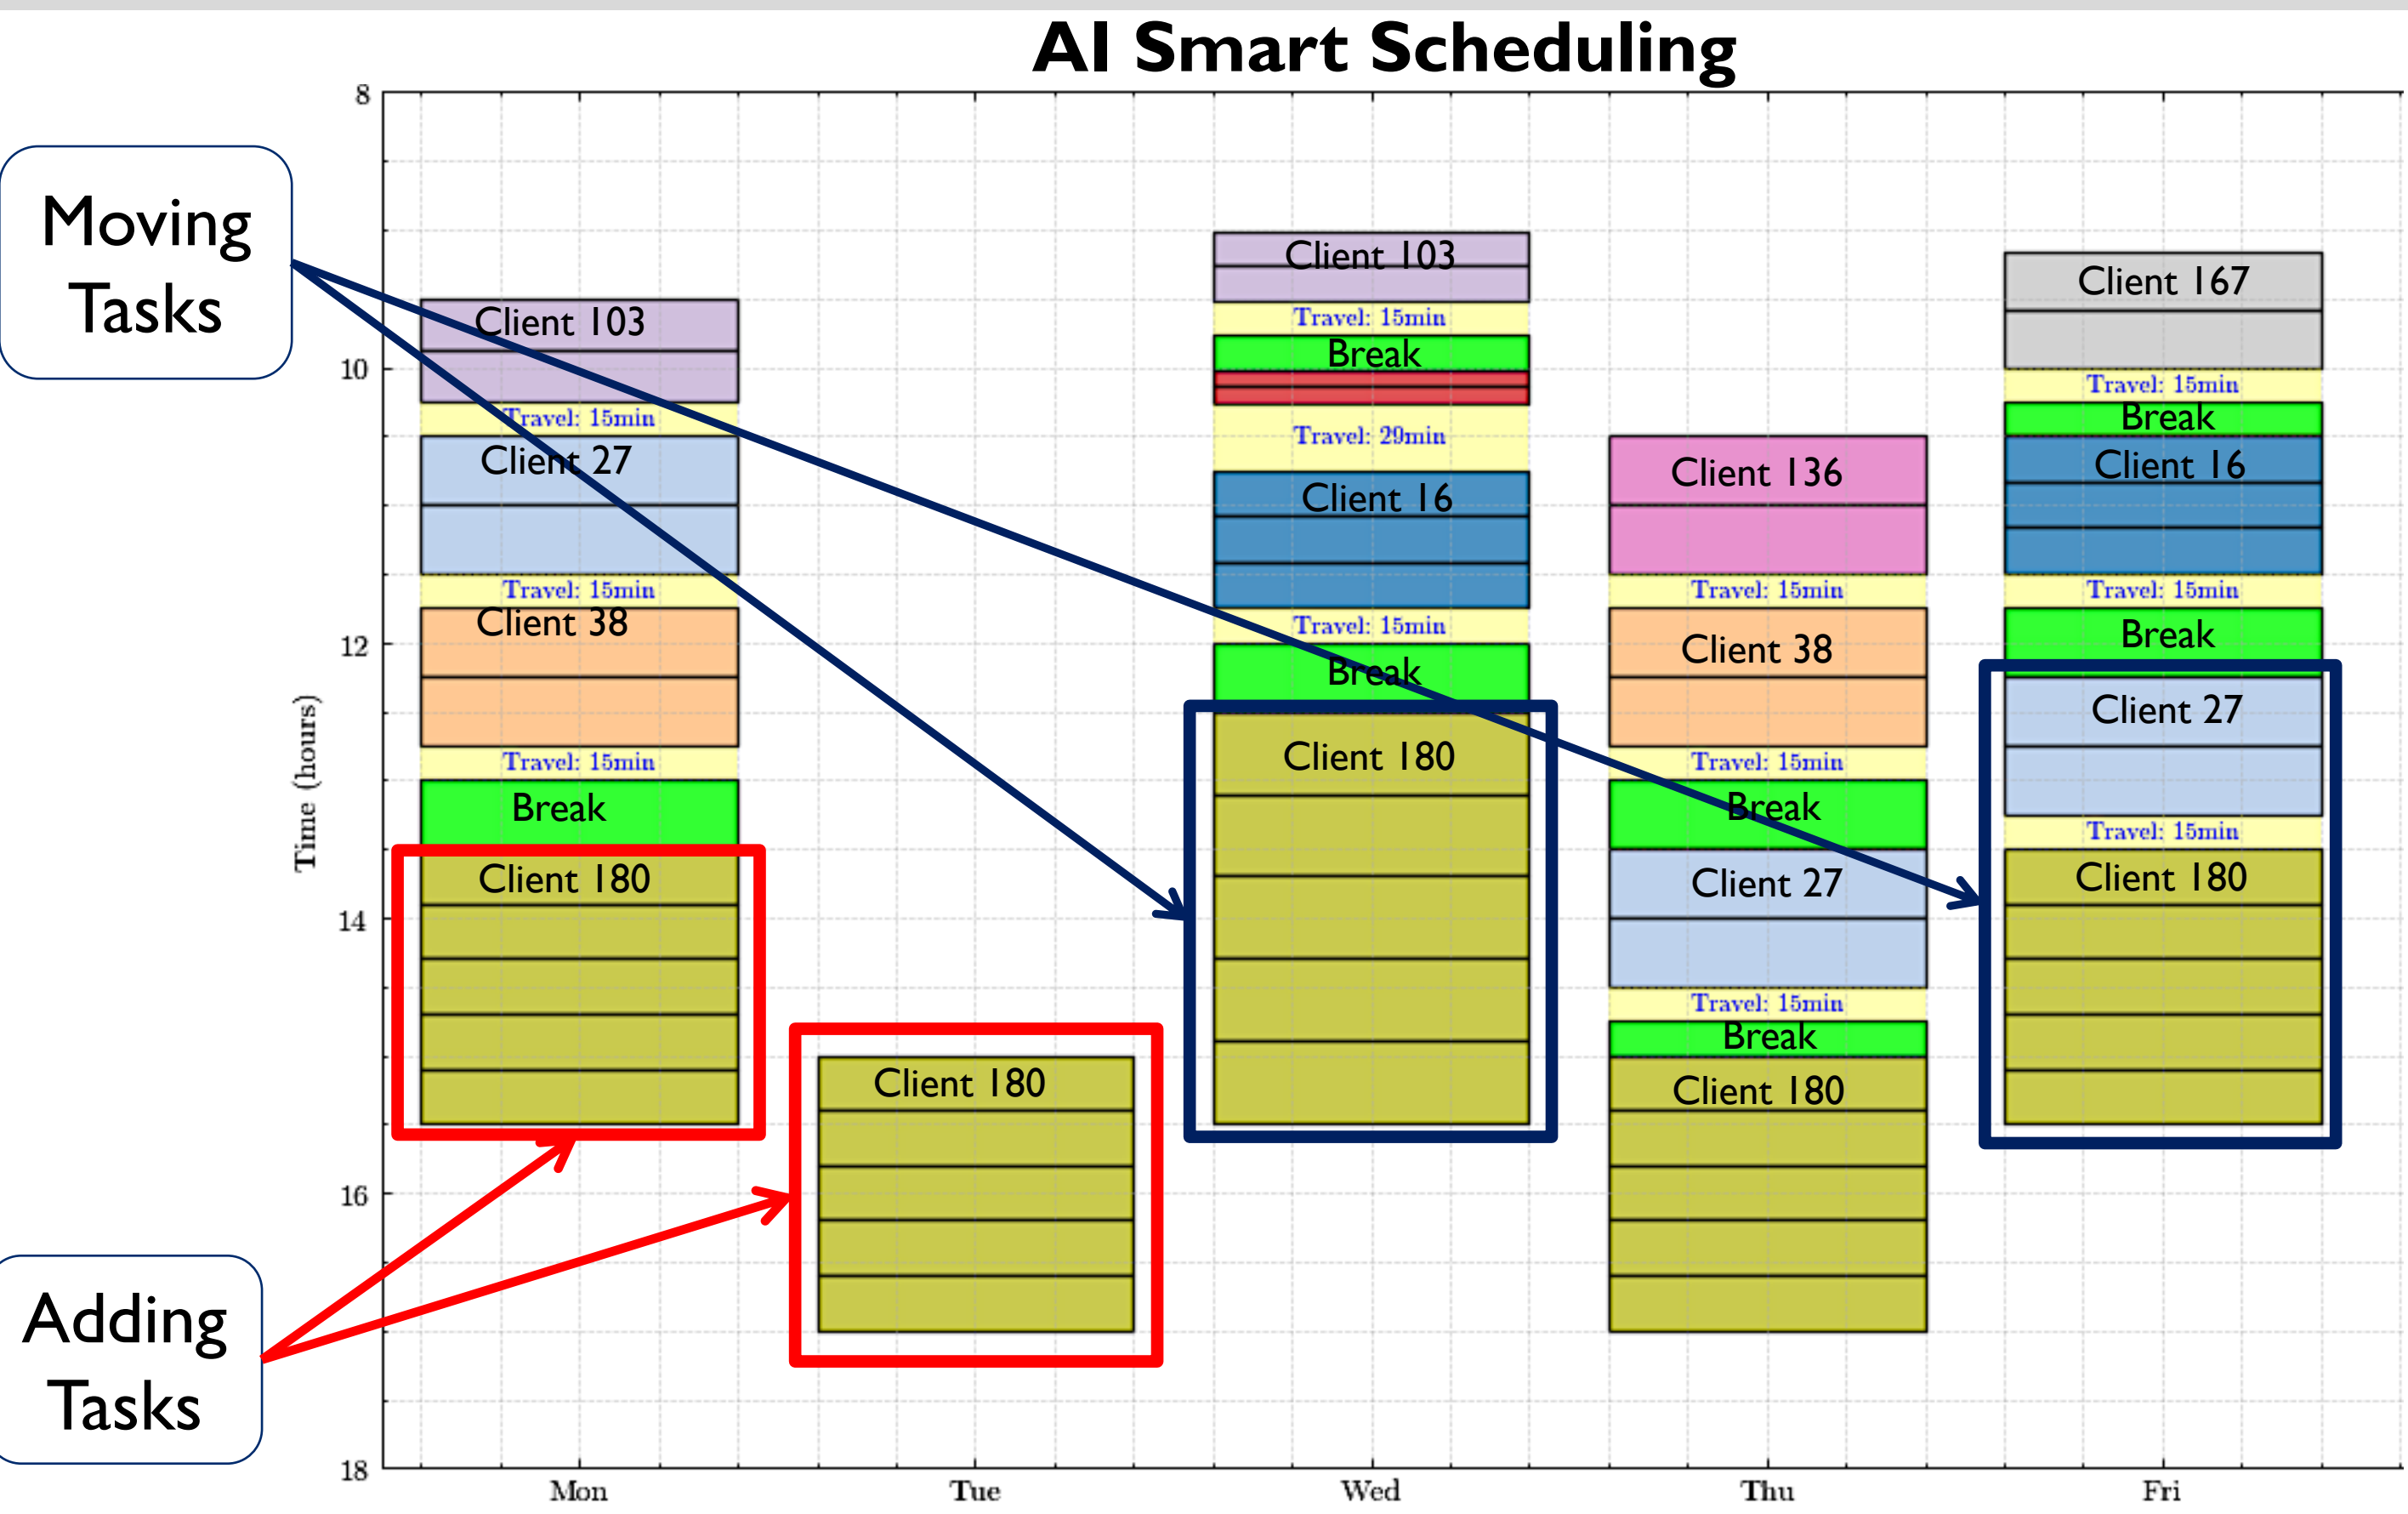 AI Smart Scheduling
Moving
Tasks
Adding
Tasks
Time (hours)
8
10
12
14
16
18
Client 103
Travel: 15min
Client 27
Travel: 15min
Client 38
Travel: 15min
Break
Client 180
Client 180
Client 103
Travel: 15min
Break
Travel: 29min
Client 16
Travel: 15min
Break
Client 180
Client 136
Travel: 15min
Client 38
Travel: 15min
Break
Client 27
Travel: 15min
Break
Client 180
Client 167
Travel: 15min
Break
Client 16
Travel: 15min
Break
Client 27
Travel: 15min
Client 180
Mon
Tue
Wed
Thu
Fri